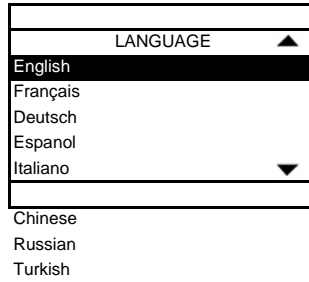 LANGUAGE
English
Français
Deutsch
Espanol
Italiano
Chinese
Russian
Turkish